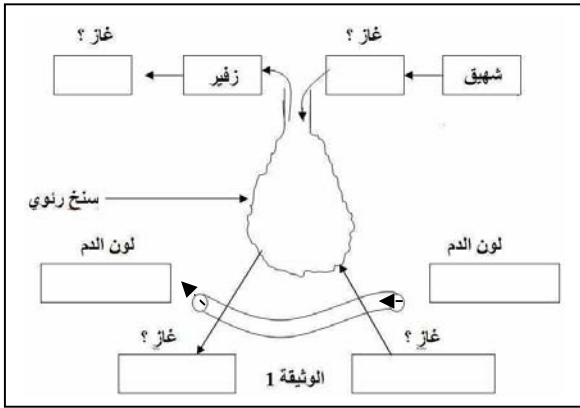 غاز ؟
غاز ؟
شهيق
زفير
سنخ رئوي
لون الدم
لون الدم
غاز ؟
غاز ؟
الوثيقة 1